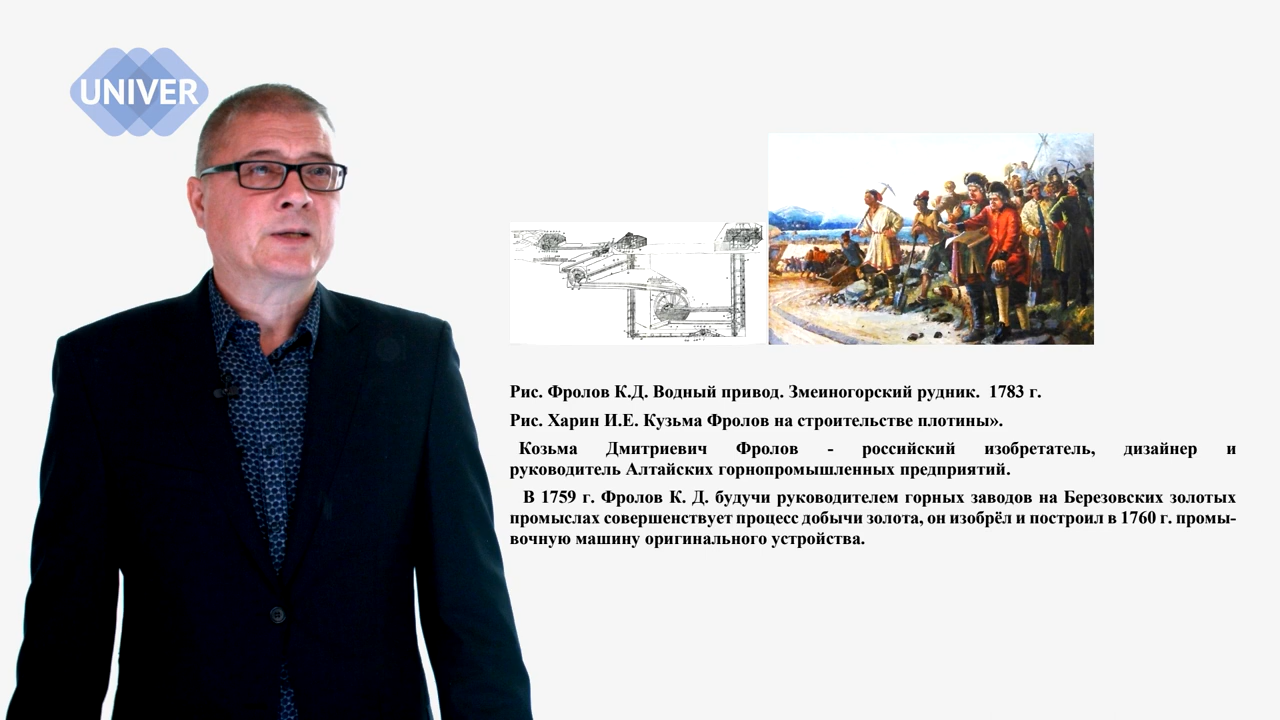 UNIVER
Рис. Фролов К.Д. Водный привод. Змеиногорский рудник. 1783 г.
Рис. Харин И.Е. Кузьма Фролов на строительстве плотины».
Козьма Дмитриевич Фролов - российский изобретатель, дизайнер и
руководитель Алтайских горнопромышленных предприятий.
В 1759 г. Фролов К. Д. будучи руководителем горных заводов на Березовских золотых
промыслах совершенствует процесс добычи золота, он изобрёл и построил в 1760 г. промы-
вочную машину оригинального устройства.